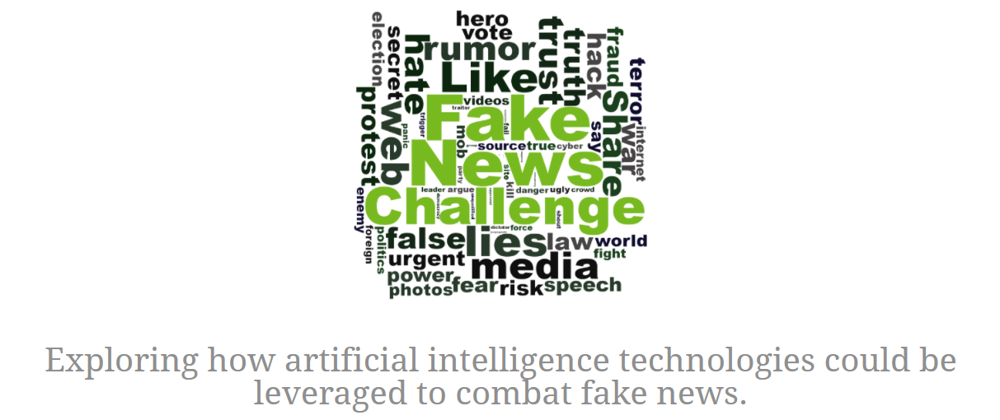 hero
vote
election
secret
hate
rumor
trust
truth
hack
fraud
terror
Like
videos
traitor
Fake
protest
Web
panic
trigger
mob
fall
say
Share
war
internet
source
true
cyber
News
party
site
kill
leader
argue
danger
ugly
crowd
enemy
Challenge
democracy
shout
foreign
politics
false
lies
dictator
force
law
world
urgent
media
fight
power
photos
fear
risk
speech
Exploring how artificial intelligence technologies could be
leveraged to combat fake news.